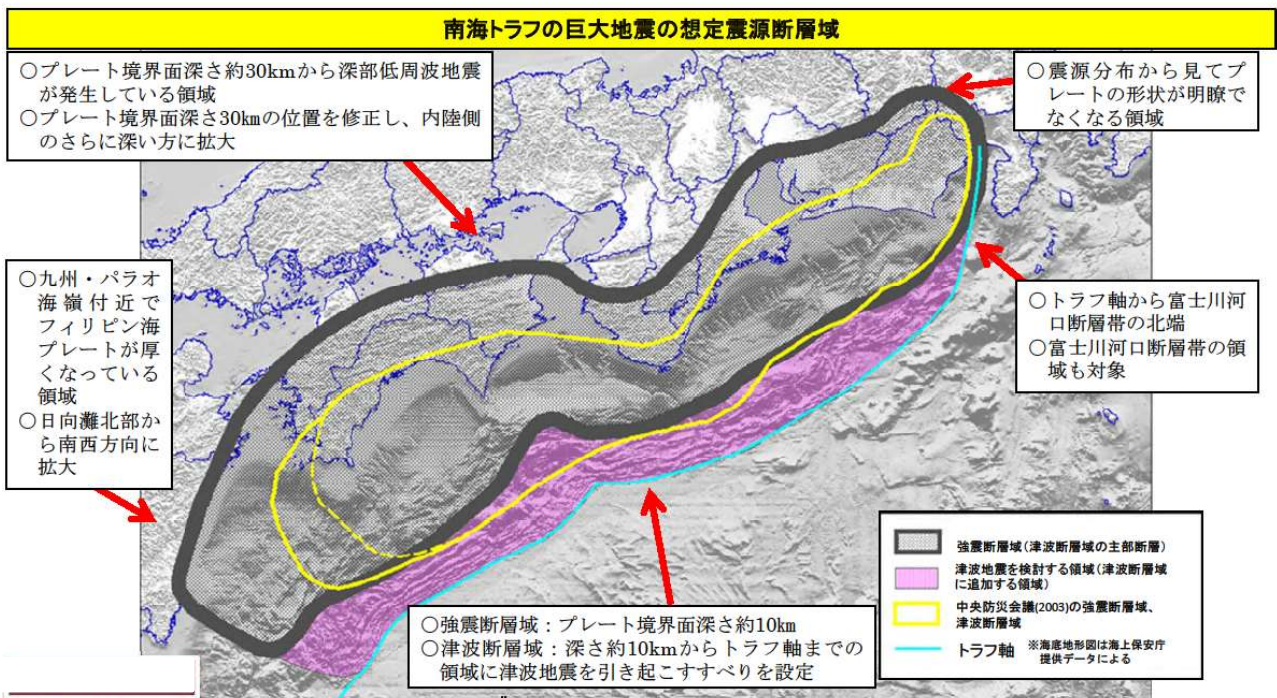 南海トラフの巨大地震の想定震源断層域
○プレート境界面深さ約30kmから深部低周波地震
が発生している領域
○プレート境界面深さ30㎞の位置を修正し、内陸側
のさらに深い方に拡大
○震源分布から見てプ
レートの形状が明瞭で
なくなる領域
○九州・パラオ
海嶺付近で
フィリピン海
プレートが厚
くなっている
領域
○日向灘北部か
ら南西方向に
拡大
○トラフ軸から富士川河
口断層帯の北端
○富士川河口断層帯の領
域も対象
○強震断層域：プレート境界面深さ約10㎞
○津波断層域：深さ約10kmからトラフ軸までの
領域に津波地震を引き起こすすべりを設定
強震断層域(津波断層域の主部断層)
津波地震を検討する領域(津波断層域
に追加する領域)
中央防災会議(2003)の強震断層域、
津波断層域
トラフ軸 ※海底地形図は海上保安庁
提供データによる